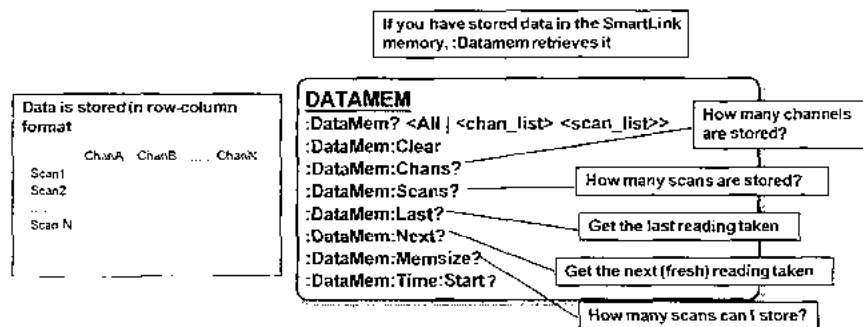 If you have stored data in the SmartLink
memory, :Datamem retrieves it
Data is stored in row-column
format
ChanA ChanB .... ChanN
Scan1
Scan2
....
Scan N
DATAMEM
:DataMem? <All | <chan_list> <scan_list>>
:DataMem:Clear
:DataMem:Chans?
:DataMem:Scans?
:DataMem:Last?
:DataMem:Next?
:DataMem:Memsize?
:DataMem:Time:Start?
How many channels
are stored?
How many scans are stored?
Get the last reading taken
Get the next (fresh) reading taken
How many scans can I store?